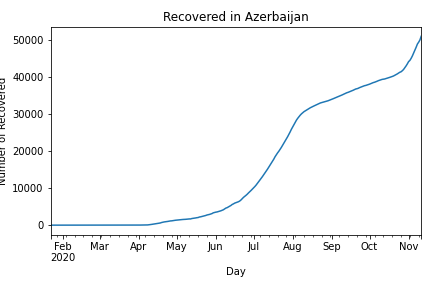 Recovered in Azerbaijan
Number of Recovered
50000
40000
30000
20000
10000
0
Feb Mar Apr May Jun Jul Aug Sep Oct Nov
2020
Day